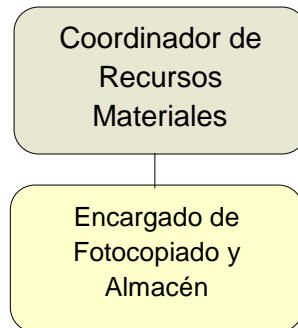 Coordinador de
Recursos
Materiales
Encargado de
Fotocopiado y
Almacén